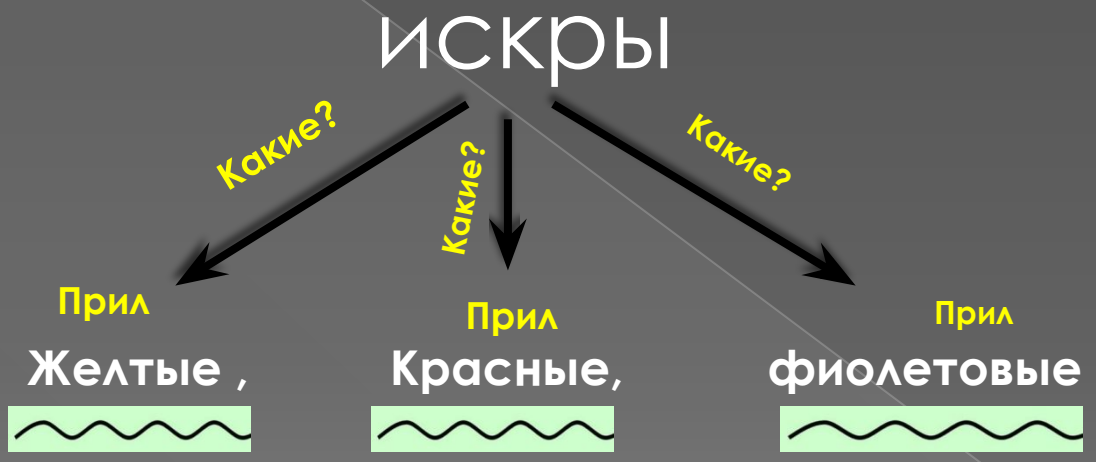 искры
Какие?
Какие?
Какие?
Прил
Прил
Прил
Желтые , Красные, фиолетовые